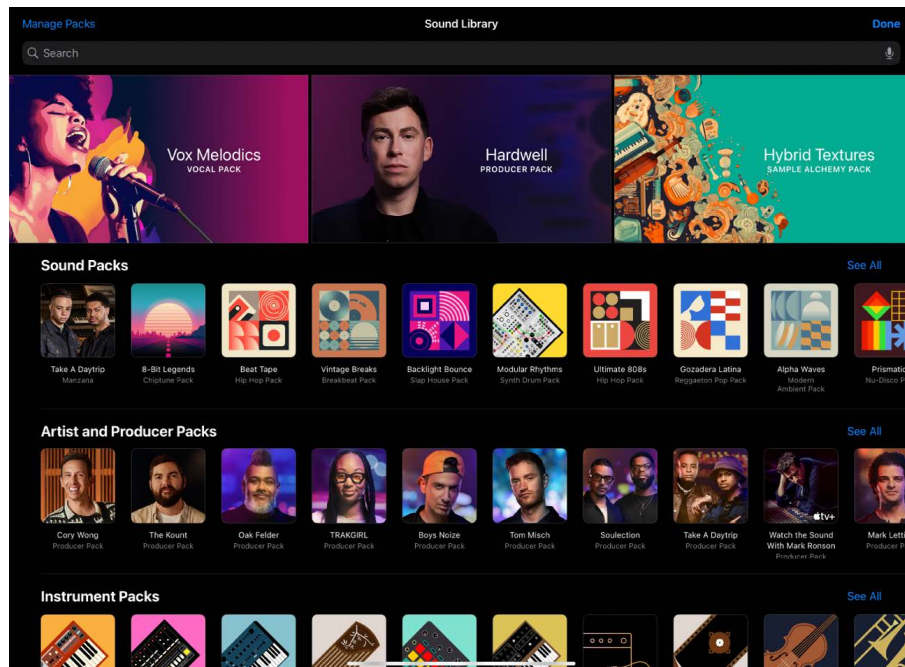 Manage Packs
Sound Library
Done
Search
Vox Melodics
VOCAL PACK
Hardwell
PRODUCER PACK
Hybrid Textures
SAMPLE ALCHEMY PACK
Sound Packs
See All
Take A Daytrip
Manzana
8-Bit Legends
Chiptune Pack
Beat Tape
Hip Hop Pack
Vintage Breaks
Breakbeat Pack
Backlight Bounce
Slap House Pack
Modular Rhythms
Synth Drum Pack
Ultimate 808s
Hip Hop Pack
Gozadera Latina
Reggaeton Pop Pack
Alpha Waves
Modern
Ambient Pack
Prismatic
Nu-Disco P
Artist and Producer Packs
See All
Cory Wong
Producer Pack
The Kount
Producer Pack
Oak Felder
Producer Pack
TRAKGIRL
Producer Pack
Boys Noize
Producer Pack
Tom Misch
Producer Pack
Soulection
Producer Pack
Take A Daytrip
Producer Pack
tv+
Watch the Sound
With Mark Ronson
Producer Pack
Mark Letti
Producer P
Instrument Packs
See All